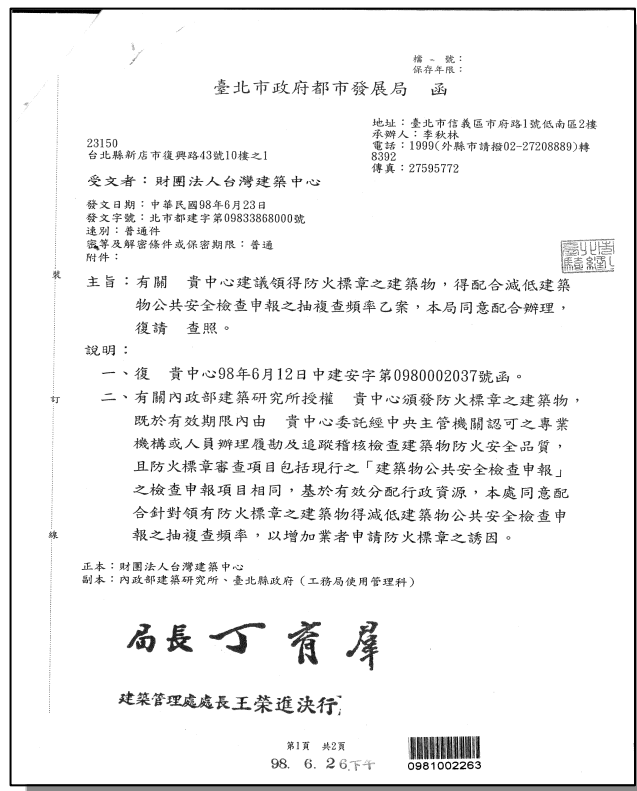 檔　號：
保存年限：
臺北市政府都市發展局　函
地址：臺北市信義區市府路1號低南區2樓
承辦人：李秋林
電話：1999(外縣市請撥02-27208889)轉
8392
傳真：27595772
23150
台北縣新店市復興路43號10樓之1
受文者：財團法人台灣建築中心
發文日期：中華民國98年6月23日
發文字號：北市都建字第09833868000號
速別：普通件
密等及解密條件或保密期限：普通
附件：
主旨：有關　貴中心建議領得防火標章之建築物，得配合減低建築
物公共安全檢查申報之抽複查頻率乙案，本局同意配合辦理，
復請　查照。
說明：
一、復　貴中心98年6月12日中建安字第0980002037號函。
二、有關內政部建築研究所授權　貴中心頒發防火標章之建築物，
既於有效期限內由　貴中心委託經中央主管機關認可之專業
機構或人員辦理履勘及追蹤稽核檢查建築物防火安全品質，
且防火標章審查項目包括現行之「建築物公共安全檢查申報」
之檢查申報項目相同，基於有效分配行政資源，本處同意配
合針對領有防火標章之建築物得減低建築物公共安全檢查申
報之抽複查頻率，以增加業者申請防火標章之誘因。
裝
訂
線
正本：財團法人台灣建築中心
副本：內政部建築研究所、臺北縣政府（工務局使用管理科）
局長丁育群
建築管理處處長王榮進決行
第1頁　共2頁
98. 6. 26下午
0981002263